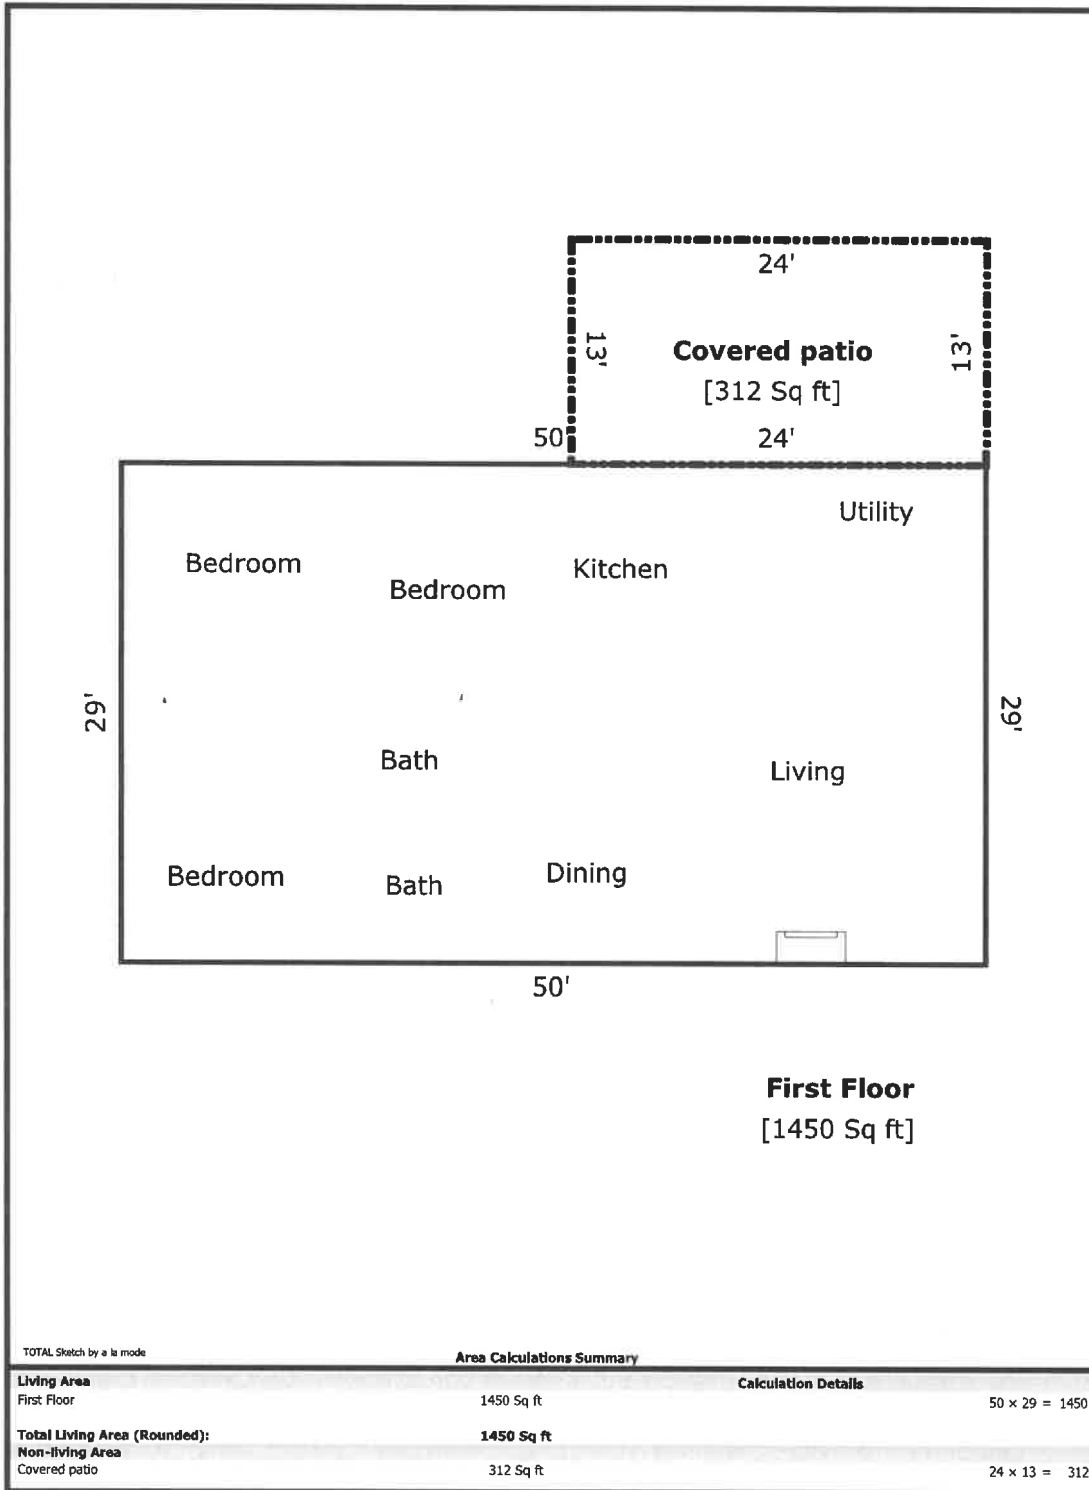 24'
13'
Covered patio
13'
[312 Sq ft]
50
24'
Utility
Bedroom
Bedroom
Kitchen
29'
29'
Bath
Living
Bedroom
Bath
Dining
50'
First Floor
[1450 Sq ft]
TOTAL Sketch by a la mode
Area Calculations Summary
Living Area
Calculation Details
First Floor
1450 Sq ft
50 × 29 = 1450
Total Living Area (Rounded):
1450 Sq ft
Non-living Area
Covered patio
312 Sq ft
24 × 13 = 312